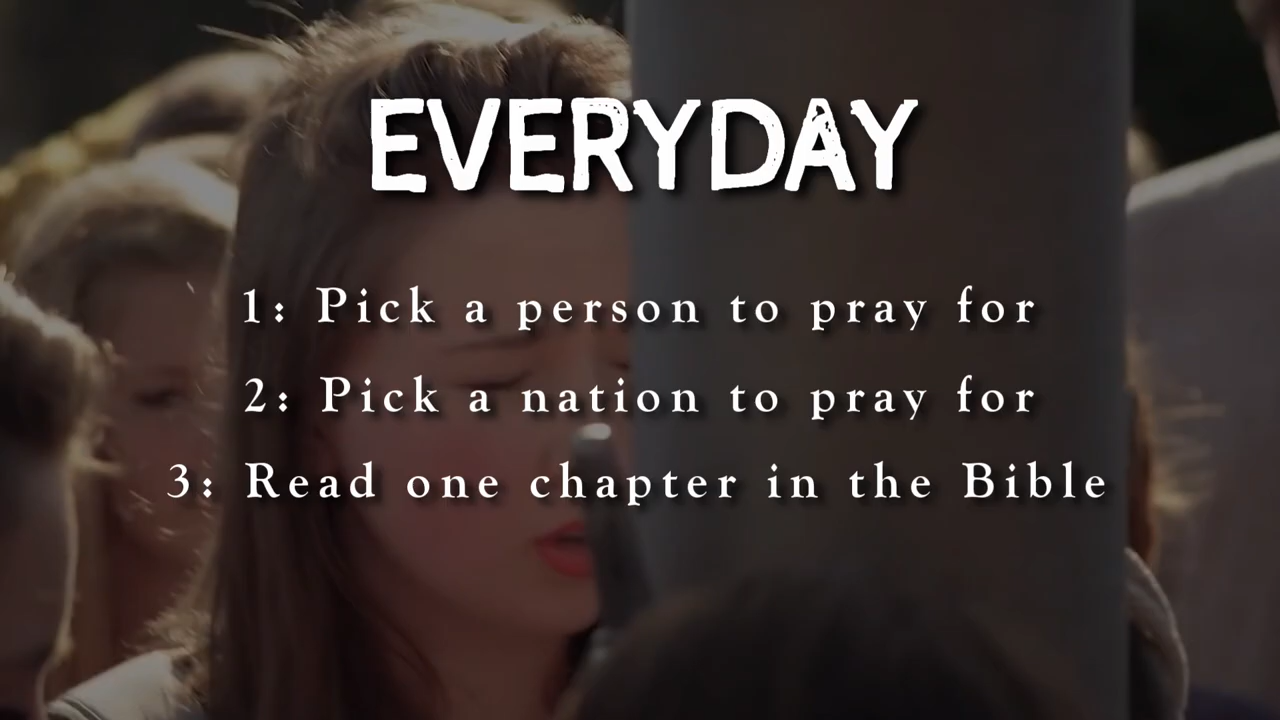 EVERYDAY
1: Pick a person to pray for
2: Pick a nation to pray for
3: Read one chapter in the Bible